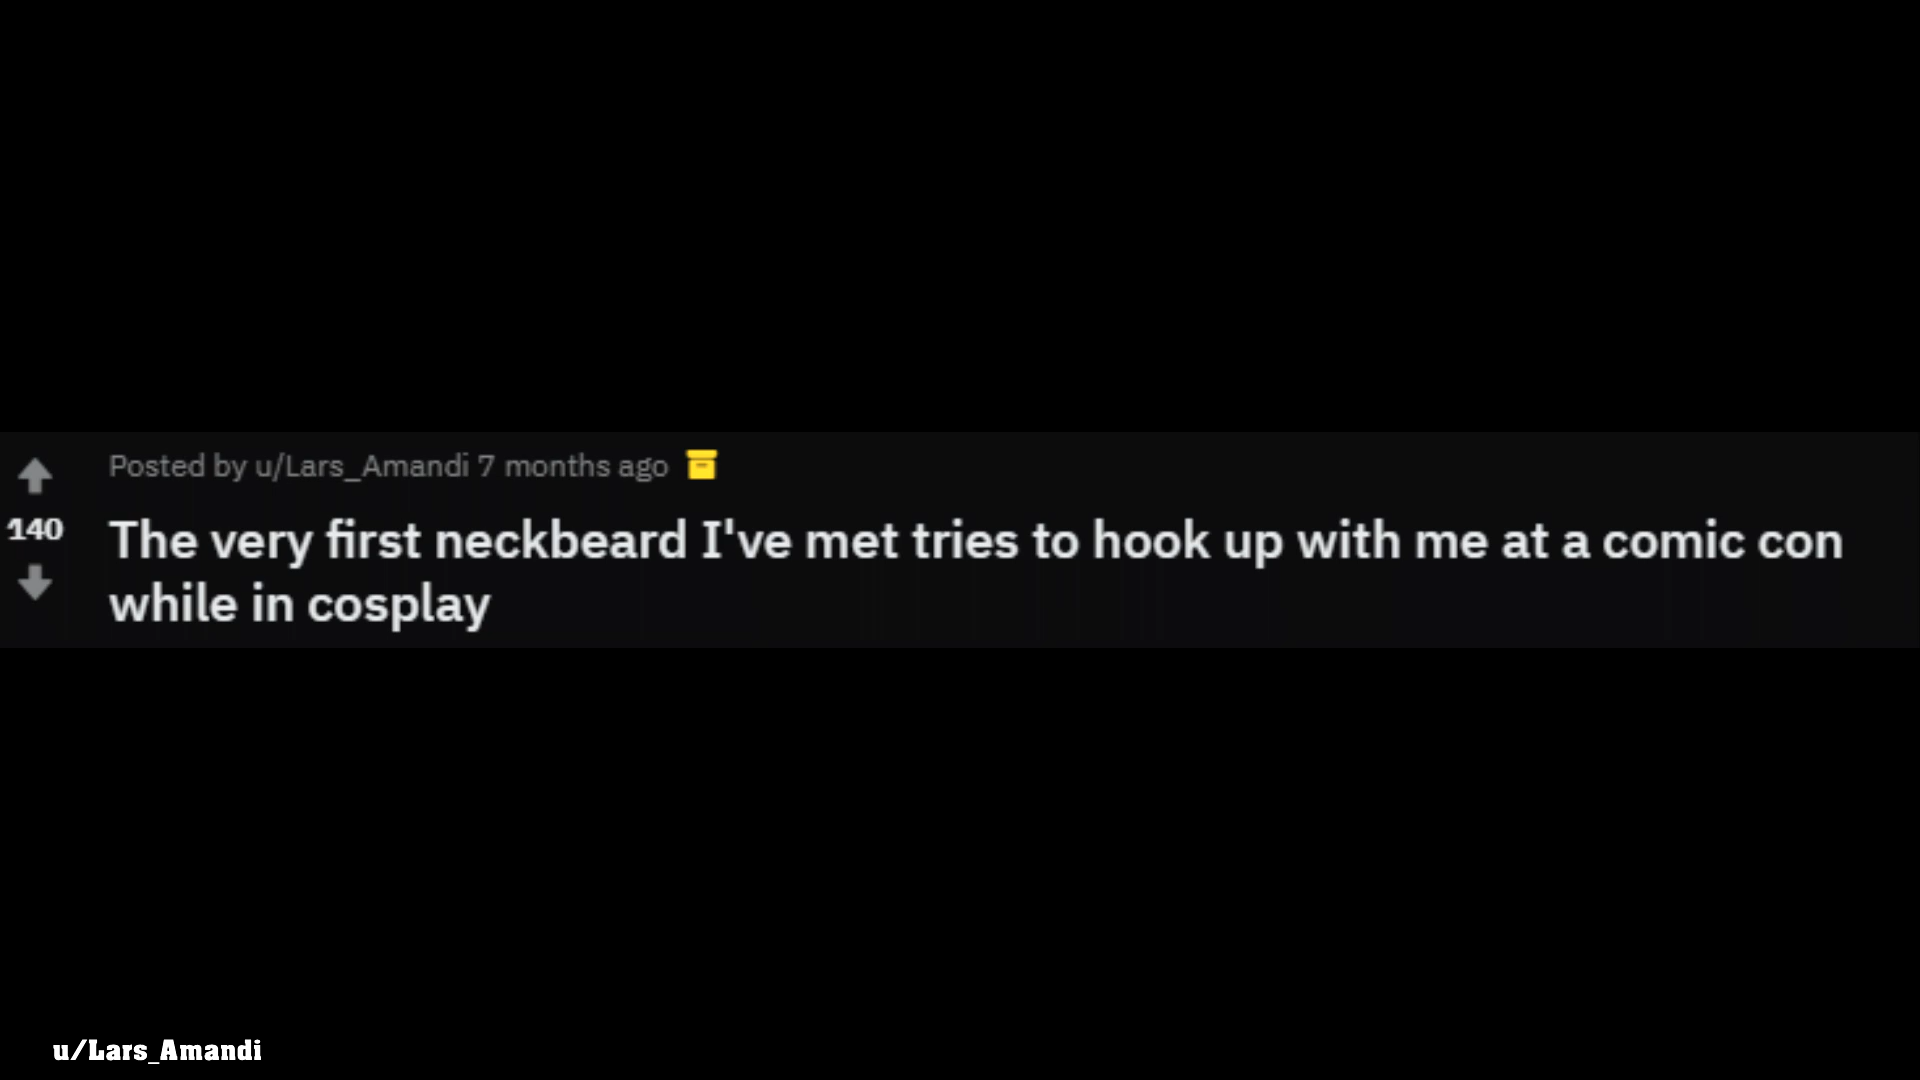 Posted by u/Lars_Amandi 7 months ago
140
The very first neckbeard I've met tries to hook up with me at a comic con
while in cosplay
u/Lars_Amandi